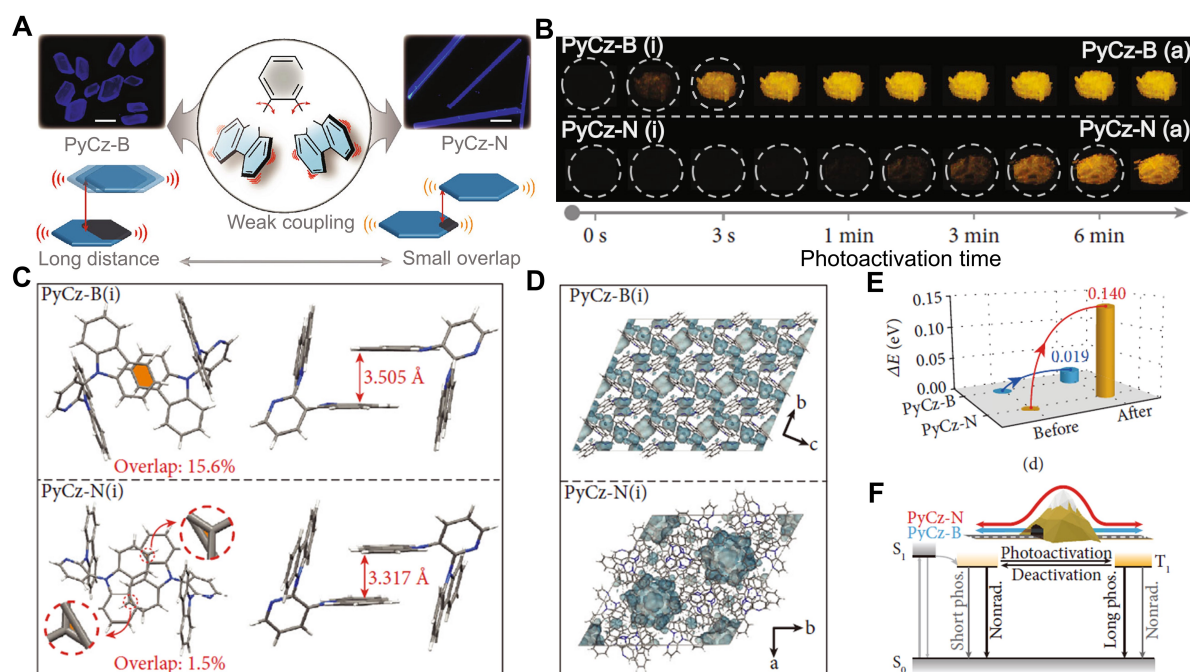 A
PyCz-B
PyCz-N
Weak coupling
Long distance
Small overlap
B
PyCz-B (i)
PyCz-B (a)
PyCz-N (i)
PyCz-N (a)
0 s
3 s
1 min
3 min
6 min
Photoactivation time
C
PyCz-B(i)
3.505 Å
Overlap: 15.6%
PyCz-N(i)
3.317 Å
Overlap: 1.5%
D
PyCz-B(i)
b
c
PyCz-N(i)
b
a
E
ΔE (eV)
0.15
0.10
0.05
0.00
0.140
0.019
PyCz-B
PyCz-N
Before
After
(d)
F
PyCz-N
PyCz-B
S1
Photoactivation
Deactivation
T1
Short phos.
Nonrad.
Long phos.
Nonrad.
S0